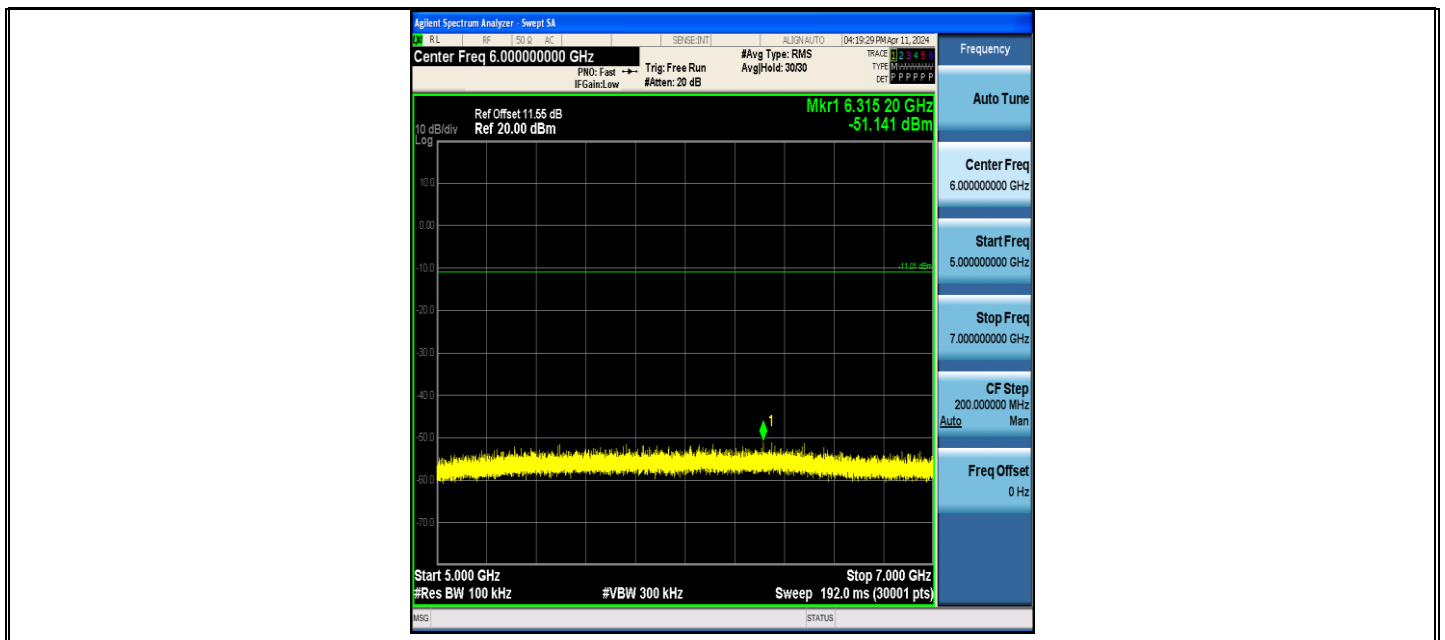 Agilent Spectrum Analyzer - Swept SA
RL RF 50 Ω AC SENSE:INT ALIGN AUTO 04:19:29 PM Apr 11, 2024
Center Freq 6.000000000 GHz
PNO: Fast
IFGain:Low
Trig: Free Run
#Atten: 20 dB
#Avg Type: RMS
Avg|Hold: 30/30
TRACE 1 2 3 4 5 6
TYPE
DET P P P P P P
Mkr1 6.315 20 GHz
-51.141 dBm
Ref Offset 11.55 dB
10 dB/div Ref 20.00 dBm
Log
10.0
0.00
-10.0
-11.01 dBm
-20.0
-30.0
-40.0
1
-50.0
-60.0
-70.0
Start 5.000 GHz Stop 7.000 GHz
#Res BW 100 kHz #VBW 300 kHz Sweep 192.0 ms (30001 pts)
MSG STATUS
Frequency
Auto Tune
Center Freq
6.000000000 GHz
Start Freq
5.000000000 GHz
Stop Freq
7.000000000 GHz
CF Step
200.000000 MHz
Auto Man
Freq Offset
0 Hz